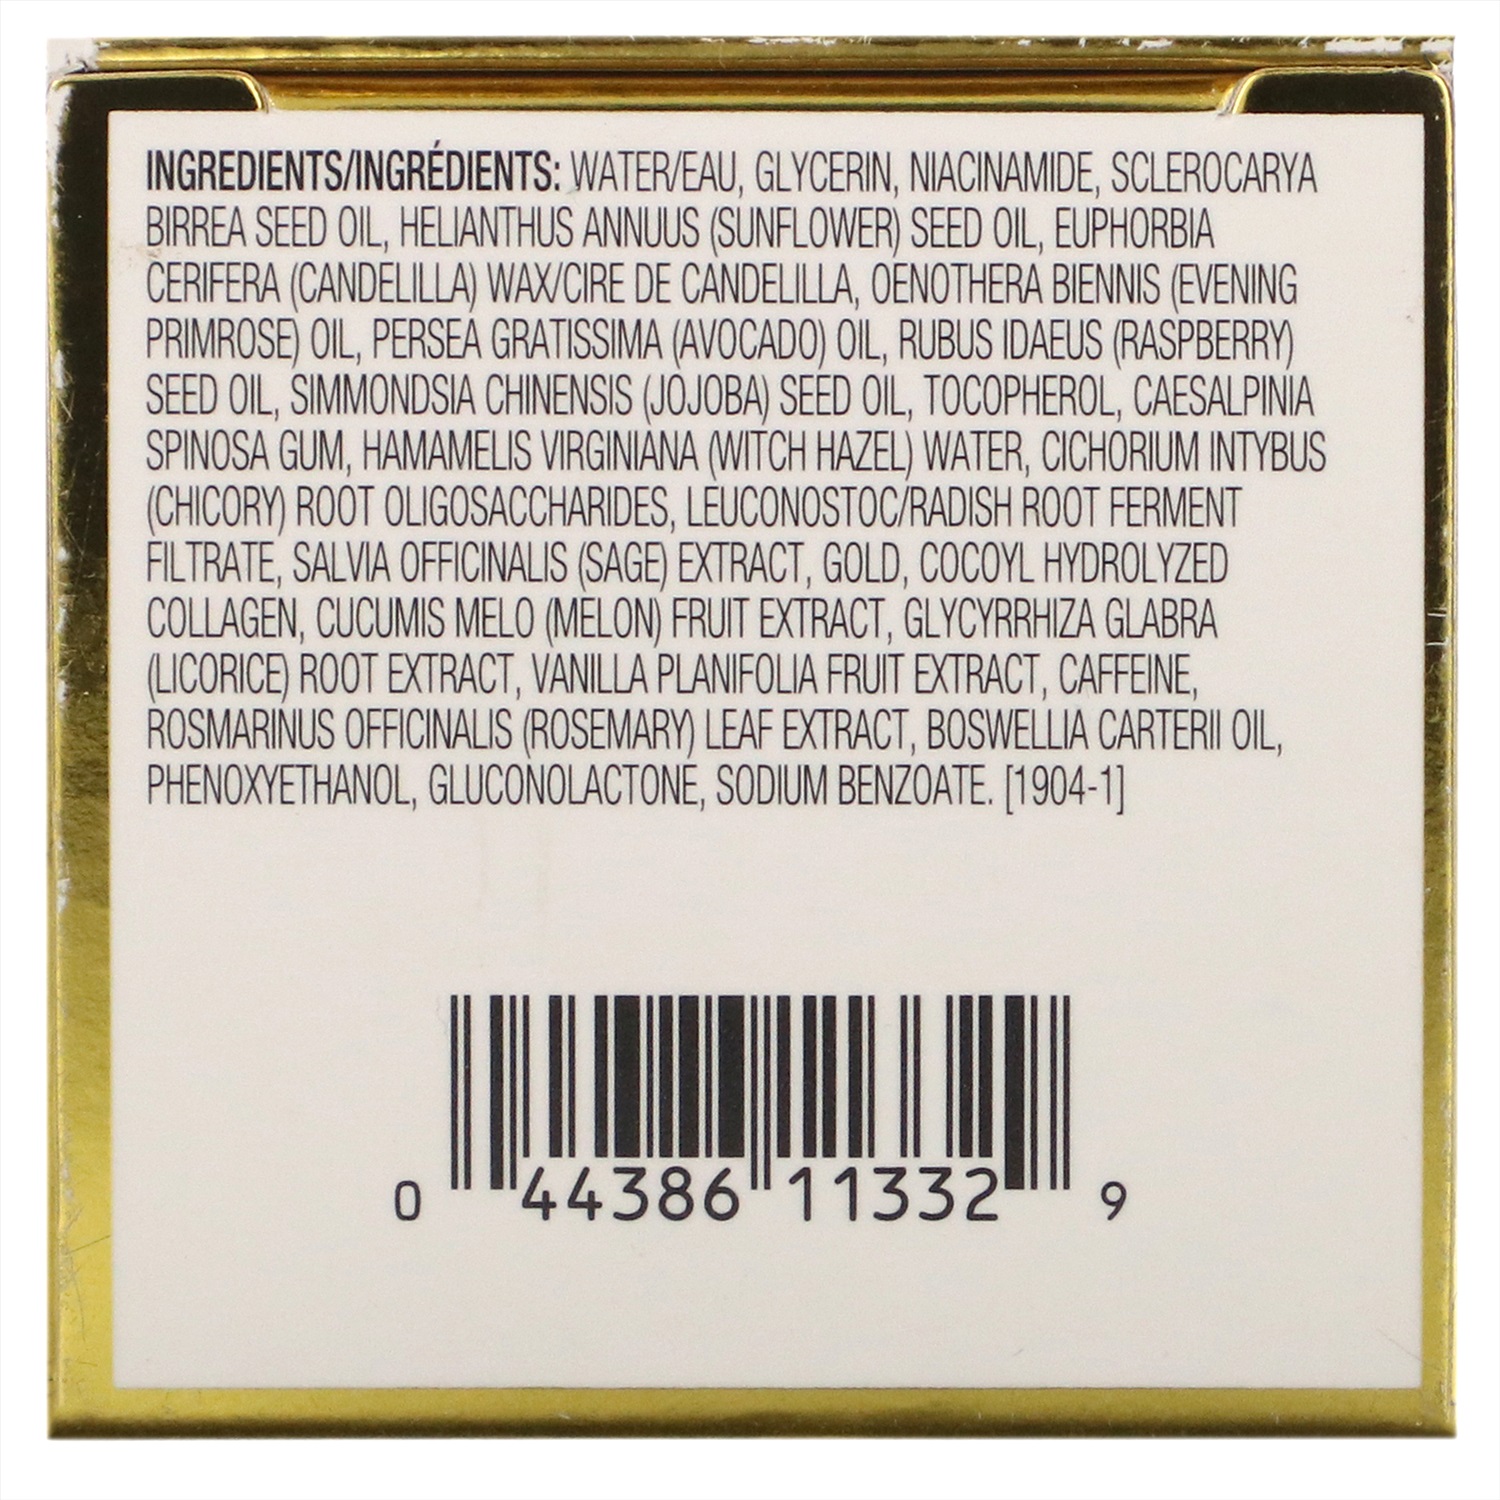 INGREDIENTS/INGRÉDIENTS: WATER/EAU, GLYCERIN, NIACINAMIDE, SCLEROCARYA
BIRREA SEED OIL, HELIANTHUS ANNUUS (SUNFLOWER) SEED OIL, EUPHORBIA
CERIFERA (CANDELILLA) WAX/CIRE DE CANDELILLA, OENOTHERA BIENNIS (EVENING
PRIMROSE) OIL, PERSEA GRATISSIMA (AVOCADO) OIL, RUBUS IDAEUS (RASPBERRY)
SEED OIL, SIMMONDSIA CHINENSIS (JOJOBA) SEED OIL, TOCOPHEROL, CAESALPINIA
SPINOSA GUM, HAMAMELIS VIRGINIANA (WITCH HAZEL) WATER, CICHORIUM INTYBUS
(CHICORY) ROOT OLIGOSACCHARIDES, LEUCONOSTOC/RADISH ROOT FERMENT
FILTRATE, SALVIA OFFICINALIS (SAGE) EXTRACT, GOLD, COCOYL HYDROLYZED
COLLAGEN, CUCUMIS MELO (MELON) FRUIT EXTRACT, GLYCYRRHIZA GLABRA
(LICORICE) ROOT EXTRACT, VANILLA PLANIFOLIA FRUIT EXTRACT, CAFFEINE,
ROSMARINUS OFFICINALIS (ROSEMARY) LEAF EXTRACT, BOSWELLIA CARTERII OIL,
PHENOXYETHANOL, GLUCONOLACTONE, SODIUM BENZOATE. [1904-1]
0 44386 11332 9